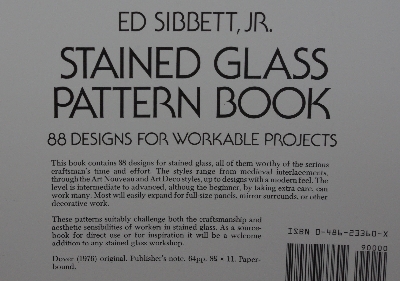 ED SIBBETT, JR.
STAINED GLASS
PATTERN BOOK
88 DESIGNS FOR WORKABLE PROJECTS
This book contains 88 designs for stained glass, all of them worthy of the serious
craftsman's time and effort. The styles range from medieval interlacements,
through the Art Nouveau and Art Deco styles, up to designs with a modern feel. The
level is intermediate to advanced, although the beginner, by taking extra care, can
work many. Most will easily expand for full size panels, mirror surrounds, or other
decorative work.
These patterns suitably challenge both the craftsmanship and
aesthetic sensibilities of workers in stained glass. As a source-
book for direct use or for inspiration it will be a welcome
addition to any stained glass workshop.
Dover (1976) original. Publisher's note. 64pp. 8¼ × 11. Paper-
bound.
ISBN 0-486-23360-X
90000